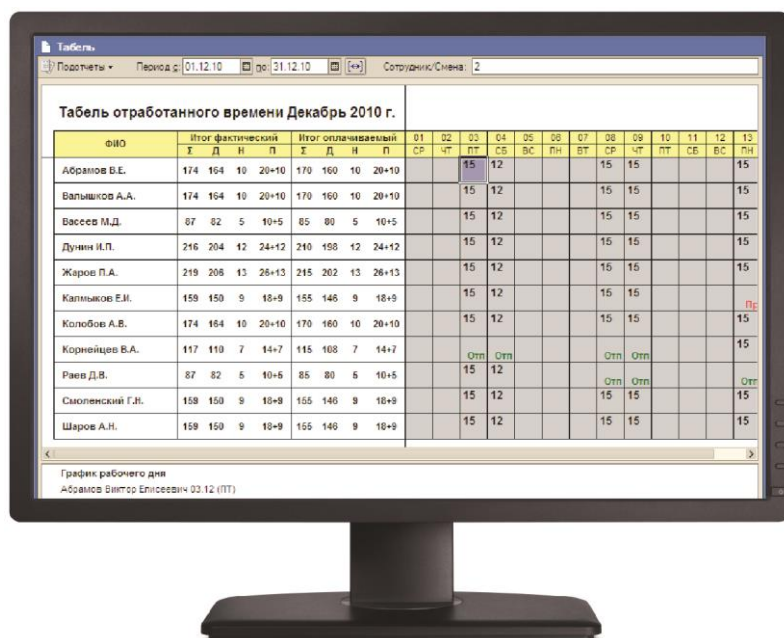 Табель
Подотчеты Период с: 01.12.10 по: 31.12.10 Сотрудник/Смена: 2
Табель отработанного времени Декабрь 2010 г.
ФИО Итог фактический Итог оплачиваемый 01 02 03 04 05 06 07 08 09 10 11 12 13
Σ Д Н П Σ Д Н П СР ЧТ ПТ СБ ВС ПН ВТ СР ЧТ ПТ СБ ВС ПН
Абрамов В.Е. 174 164 10 20+10 170 160 10 20+10 15 12 15 15 15
Валышков А.А. 174 164 10 20+10 170 160 10 20+10 15 12 15 15 15
Васеев М.Д. 87 82 5 10+5 85 80 5 10+5 15 12 15 15 15
Дунин И.П. 216 204 12 24+12 210 198 12 24+12 15 12 15 15 15
Жаров П.А. 219 206 13 26+13 215 202 13 26+13 15 12 15 15 15
Калмыков Е.И. 159 150 9 18+9 155 146 9 18+9 15 12 15 15 Пр
Колобов А.В. 174 164 10 20+10 170 160 10 20+10 15 12 15 15 15
Корнейцев В.А. 117 110 7 14+7 115 108 7 14+7 Отп Отп Отп Отп 15
Раев Д.В. 87 82 5 10+5 85 80 5 10+5 15 12 Отп Отп Отп
Смоленский Г.Н. 159 150 9 18+9 155 146 9 18+9 15 12 15 15 15
Шаров А.Н. 159 150 9 18+9 155 146 9 18+9 15 12 15 15 15
График рабочего дня
Абрамов Виктор Елисеевич 03.12 (ПТ)